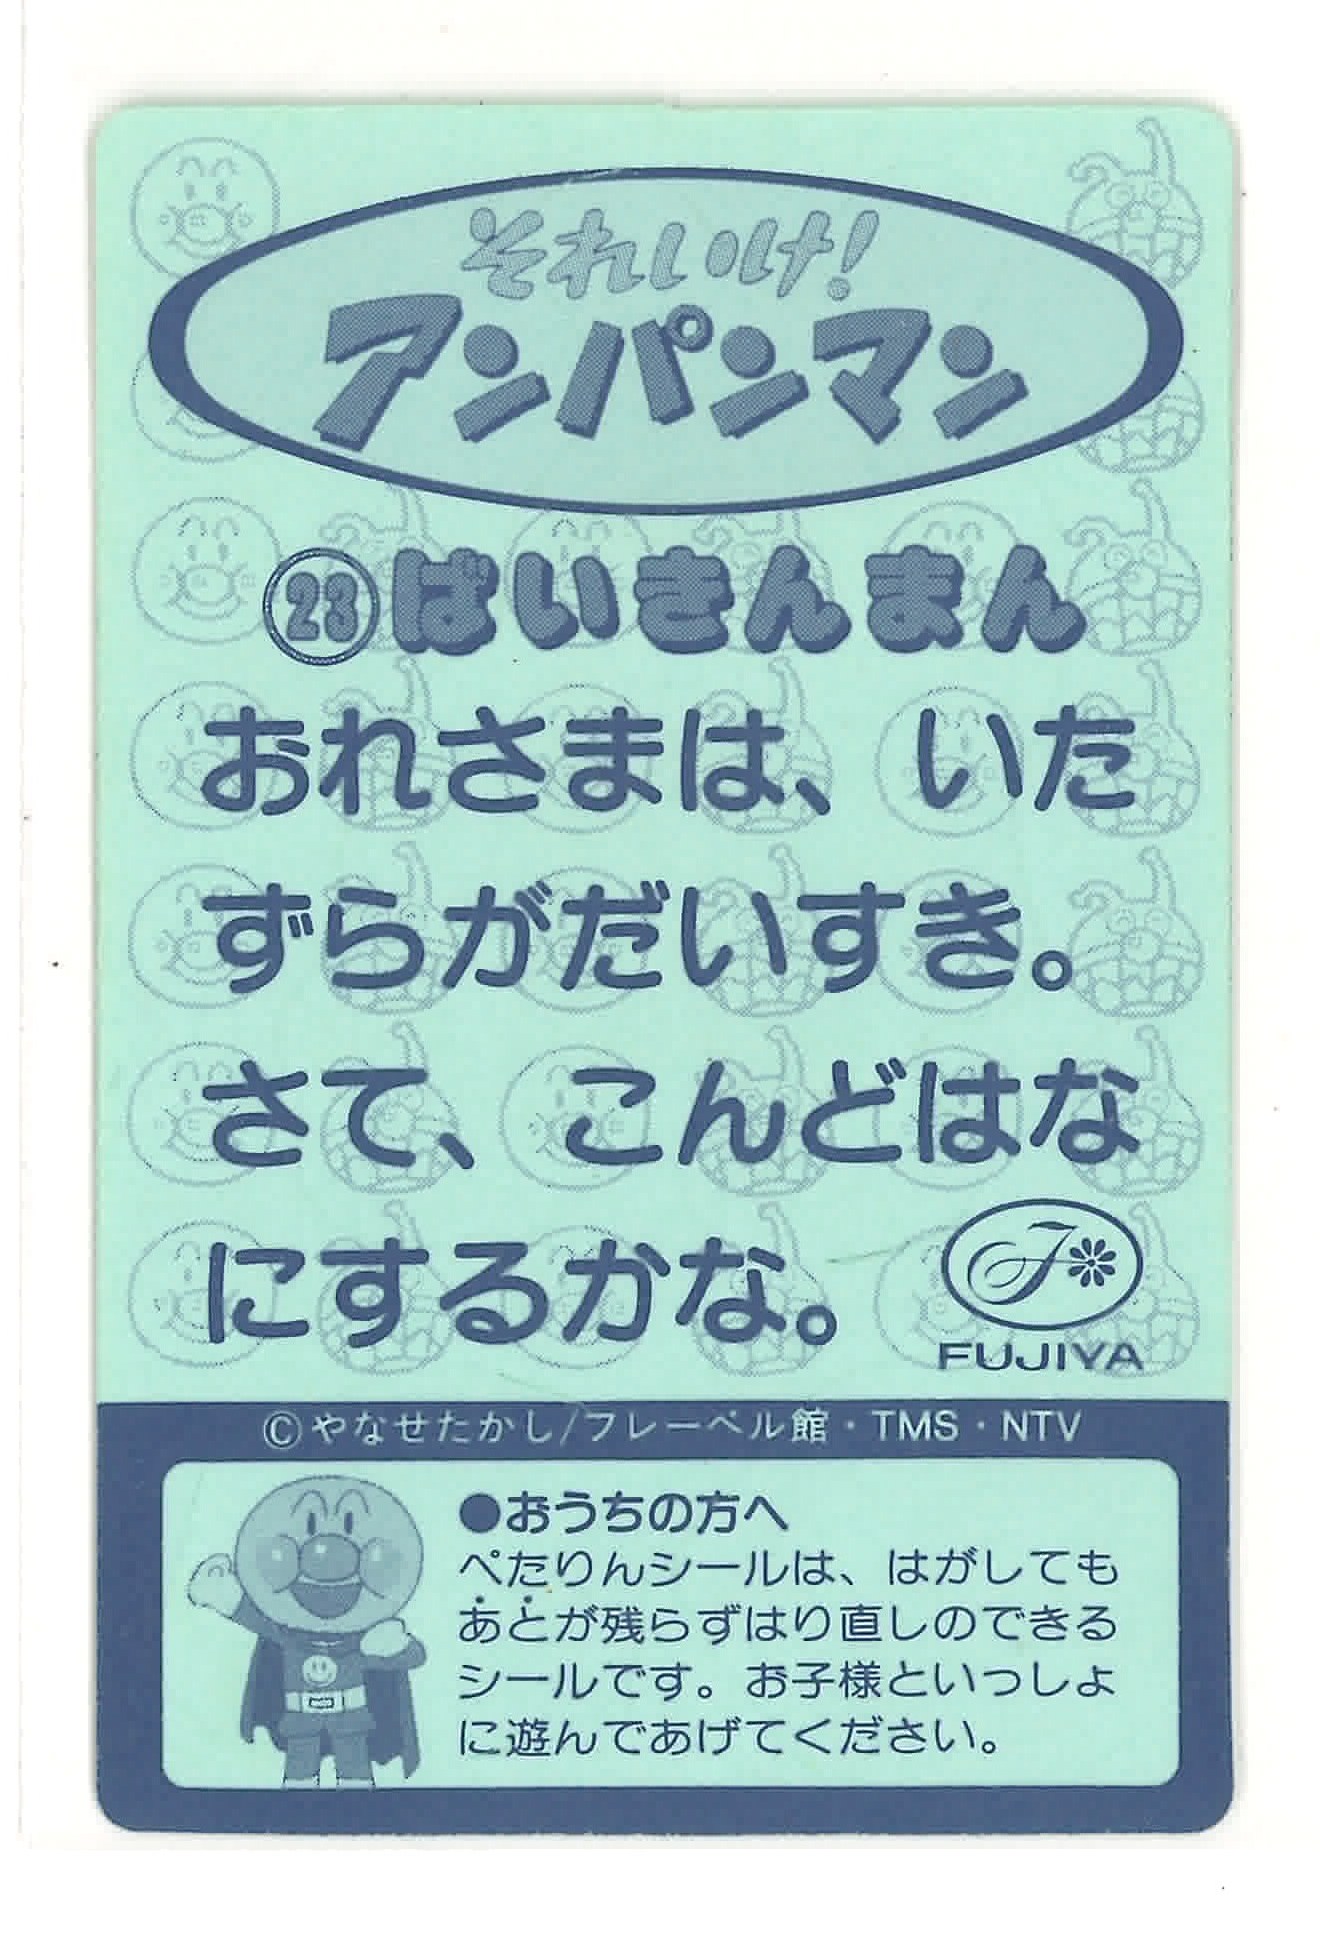 それいけ!
アンパンマン
23 ばいきんまん
おれさまは、いた
ずらがだいすき。
さて、こんどはな
にするかな。
F
FUJIYA
©やなせたかし/フレーベル館・TMS・NTV
●おうちの方へ
ぺたりんシールは、はがしても
あとが残らずはり直しのできる
シールです。お子様といっしょ
に遊んであげてください。